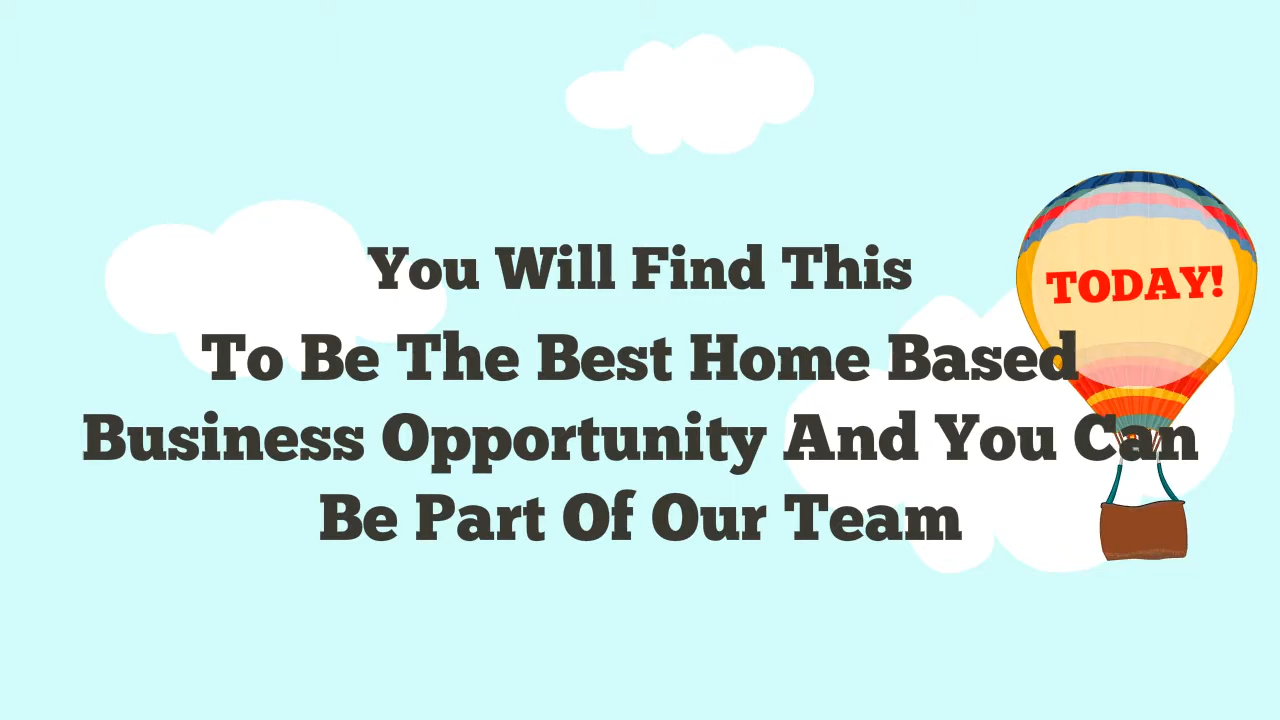 You Will Find This
To Be The Best Home Based
Business Opportunity And You Can
Be Part Of Our Team
TODAY!